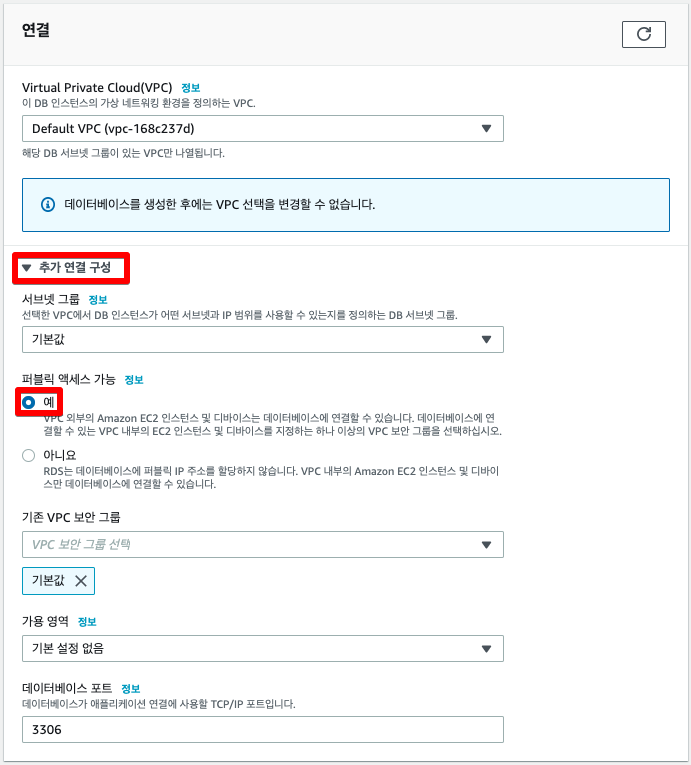 연결
Virtual Private Cloud(VPC) 정보
이 DB 인스턴스의 가상 네트워킹 환경을 정의하는 VPC.
Default VPC (vpc-168c237d)
해당 DB 서브넷 그룹이 있는 VPC만 나열됩니다.
데이터베이스를 생성한 후에는 VPC 선택을 변경할 수 없습니다.
추가 연결 구성
서브넷 그룹 정보
선택한 VPC에서 DB 인스턴스가 어떤 서브넷과 IP 범위를 사용할 수 있는지를 정의하는 DB 서브넷 그룹.
기본값
퍼블릭 액세스 가능 정보
예
VPC 외부의 Amazon EC2 인스턴스 및 디바이스는 데이터베이스에 연결할 수 있습니다. 데이터베이스에 연
결할 수 있는 VPC 내부의 EC2 인스턴스 및 디바이스를 지정하는 하나 이상의 VPC 보안 그룹을 선택하십시오.
아니요
RDS는 데이터베이스에 퍼블릭 IP 주소를 할당하지 않습니다. VPC 내부의 Amazon EC2 인스턴스 및 디바이
스만 데이터베이스에 연결할 수 있습니다.
기존 VPC 보안 그룹
VPC 보안 그룹 선택
기본값
가용 영역 정보
기본 설정 없음
데이터베이스 포트 정보
데이터베이스가 애플리케이션 연결에 사용할 TCP/IP 포트입니다.
3306